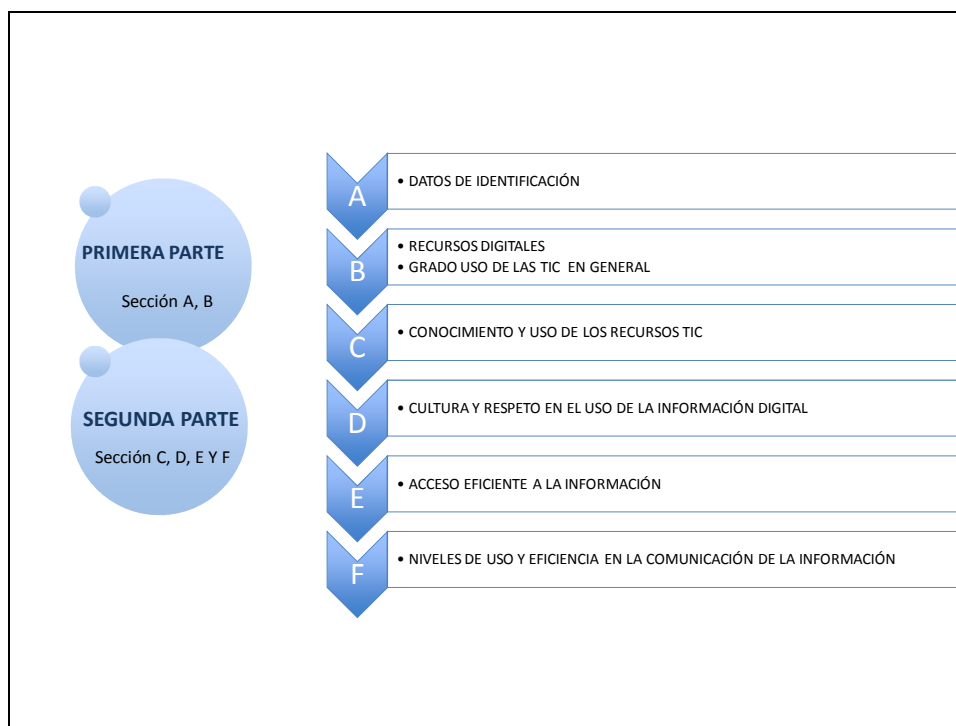 PRIMERA PARTE
Sección A, B
SEGUNDA PARTE
Sección C, D, E Y F
A
• DATOS DE IDENTIFICACIÓN
B
• RECURSOS DIGITALES
• GRADO USO DE LAS TIC EN GENERAL
C
• CONOCIMIENTO Y USO DE LOS RECURSOS TIC
D
• CULTURA Y RESPETO EN EL USO DE LA INFORMACIÓN DIGITAL
E
• ACCESO EFICIENTE A LA INFORMACIÓN
F
• NIVELES DE USO Y EFICIENCIA EN LA COMUNICACIÓN DE LA INFORMACIÓN